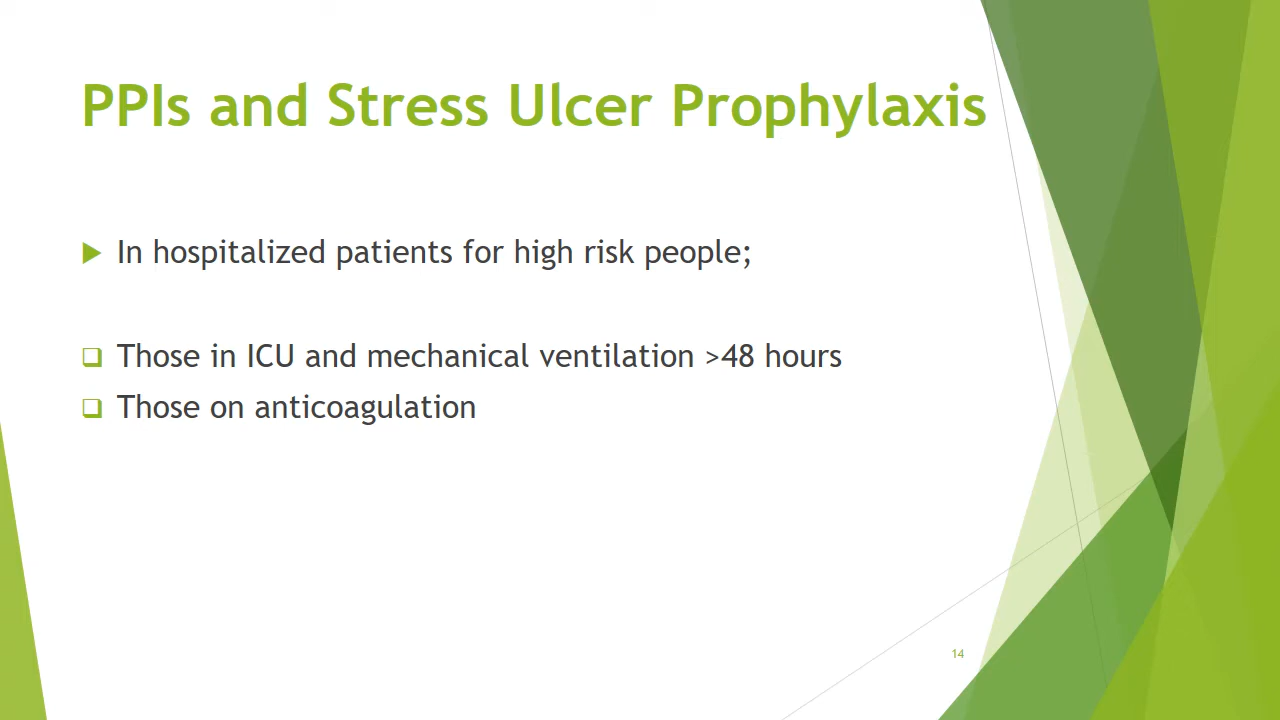 PPIs and Stress Ulcer Prophylaxis
In hospitalized patients for high risk people;
Those in ICU and mechanical ventilation >48 hours
Those on anticoagulation
14